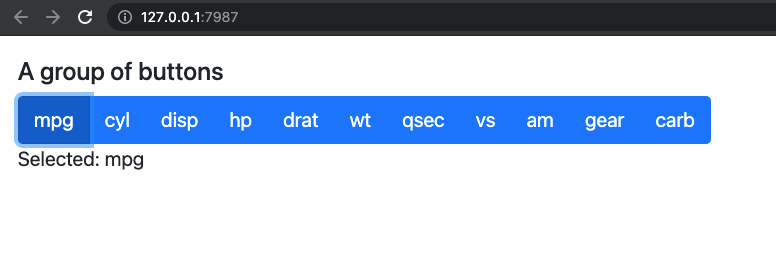 127.0.0.1:7987
A group of buttons
mpg cyl disp hp drat wt qsec vs am gear carb
Selected: mpg